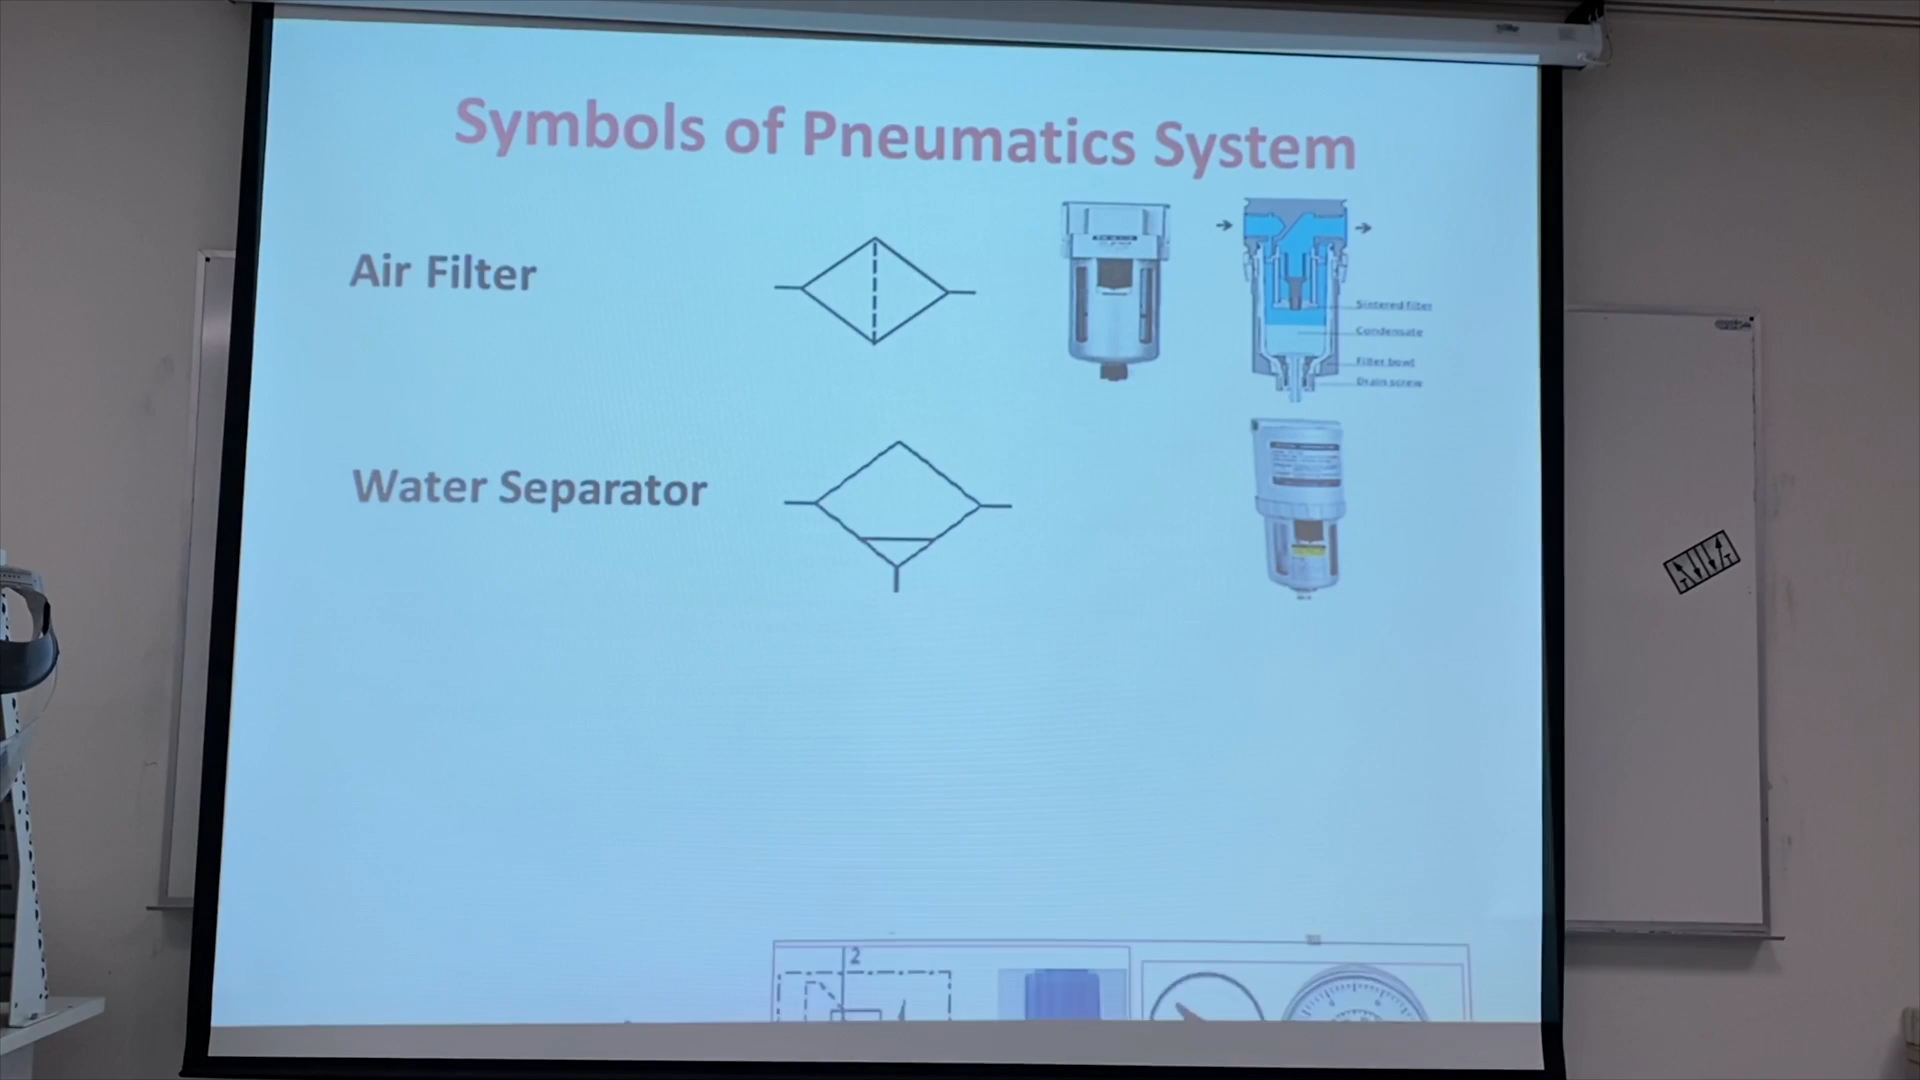 Symbols of Pneumatics System
Air Filter
Sintered filter
Condensate
Filter bowl
Drain screw
Water Separator
2